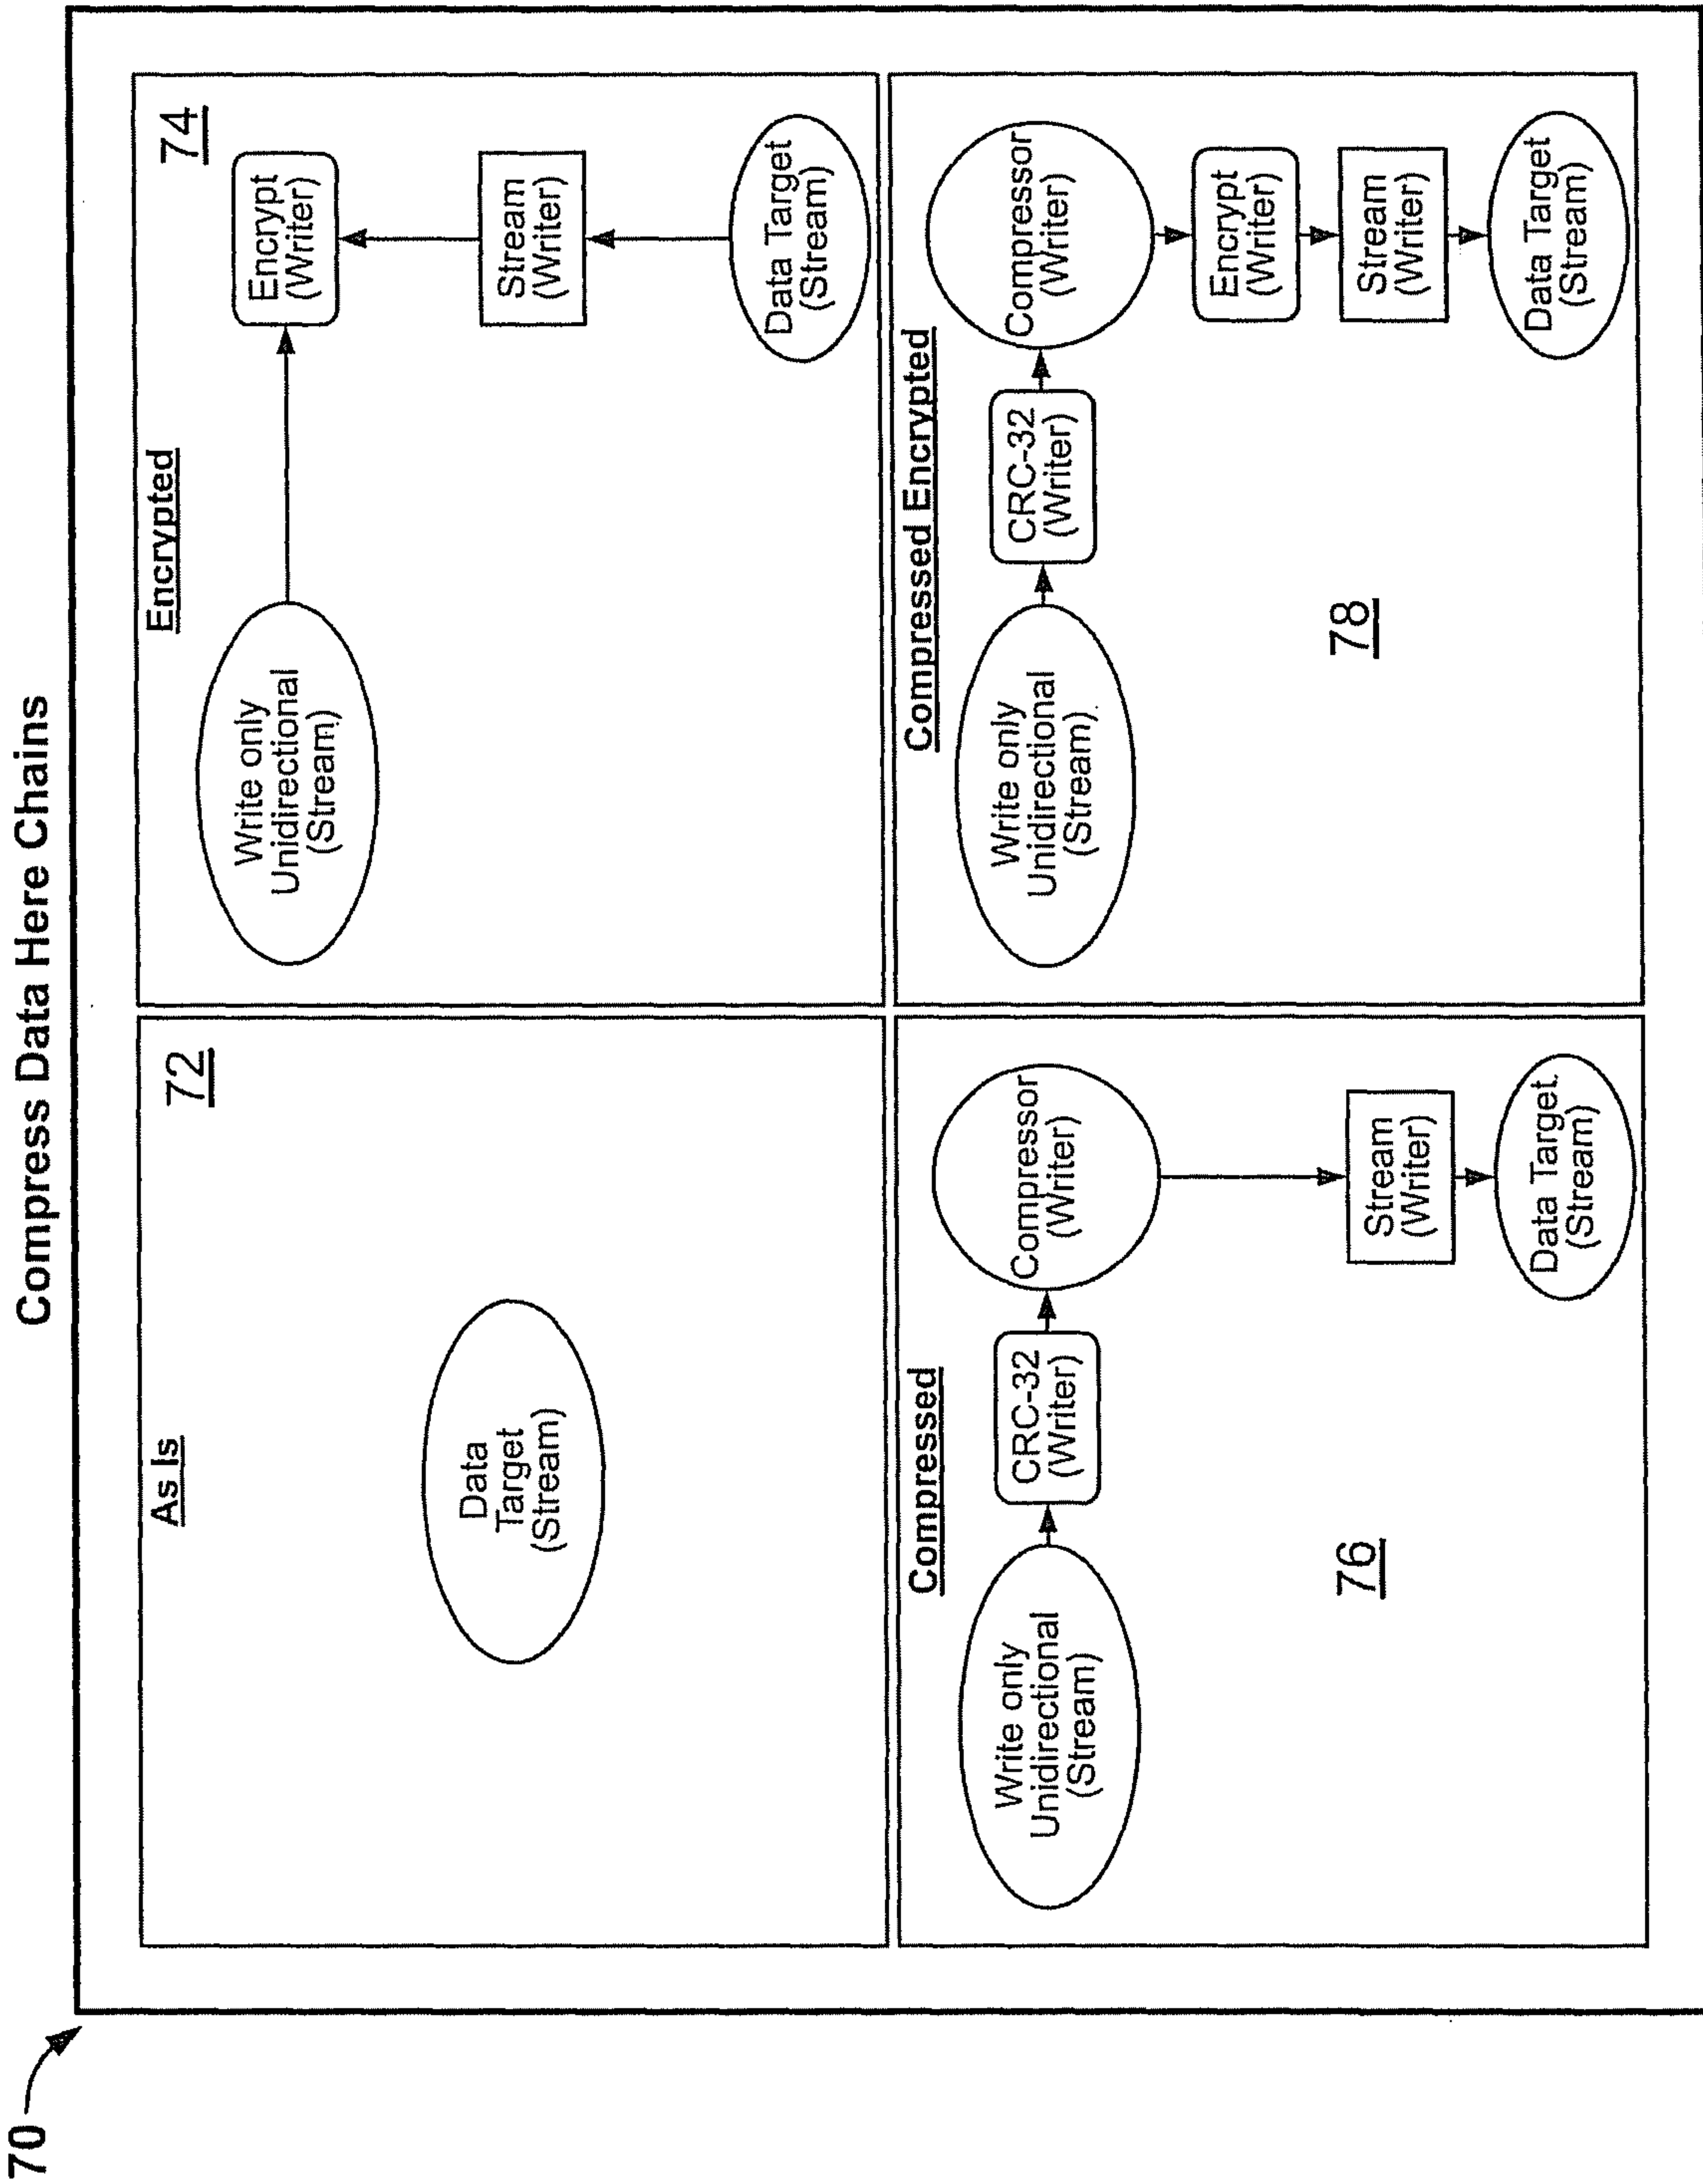 Compress Data Here Chains
70
As Is
72
Data
Target
(Stream)
Encrypted
74
Write only
Unidirectional
(Stream)
Encrypt
(Writer)
Stream
(Writer)
Data Target
(Stream)
Compressed
Write only
Unidirectional
(Stream)
CRC-32
(Writer)
Compressor
(Writer)
Stream
(Writer)
Data Target
(Stream)
76
Compressed Encrypted
Write only
Unidirectional
(Stream)
CRC-32
(Writer)
Compressor
(Writer)
Encrypt
(Writer)
Stream
(Writer)
Data Target
(Stream)
78